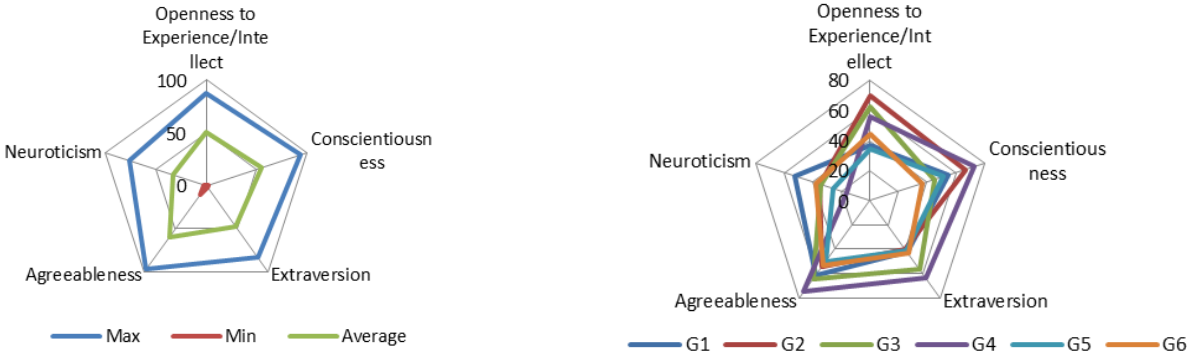 Openness to
Experience/Inte
llect
100
50
0
Neuroticism
Conscientiousn
ess
Agreeableness
Extraversion
Max
Min
Average
Openness to
Experience/Int
ellect
80
60
40
20
0
Neuroticism
Conscientious
ness
Agreeableness
Extraversion
G1
G2
G3
G4
G5
G6